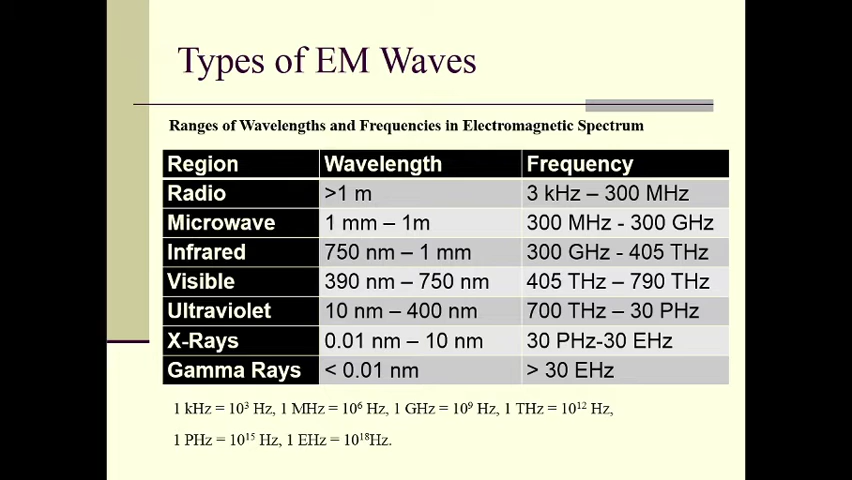 Types of EM Waves
Ranges of Wavelengths and Frequencies in Electromagnetic Spectrum
Region Wavelength Frequency
Radio >1 m 3 kHz – 300 MHz
Microwave 1 mm – 1m 300 MHz - 300 GHz
Infrared 750 nm – 1 mm 300 GHz - 405 THz
Visible 390 nm – 750 nm 405 THz – 790 THz
Ultraviolet 10 nm – 400 nm 700 THz – 30 PHz
X-Rays 0.01 nm – 10 nm 30 PHz-30 EHz
Gamma Rays < 0.01 nm > 30 EHz
1 kHz = 10³ Hz, 1 MHz = 10⁶ Hz, 1 GHz = 10⁹ Hz, 1 THz = 10¹² Hz,
1 PHz = 10¹⁵ Hz, 1 EHz = 10¹⁸Hz.